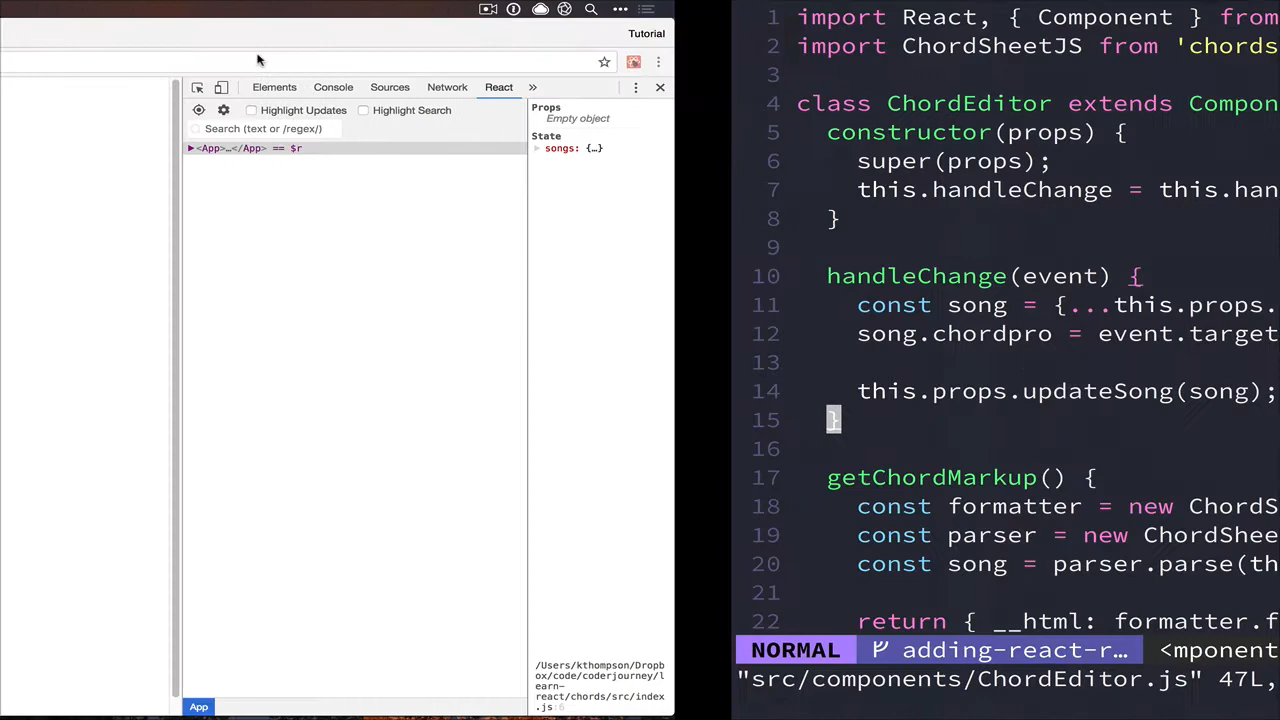 Tutorial
Elements Console Sources Network React »
Highlight Updates Highlight Search
Search (text or /regex/)
▶<App>…</App> == $r
Props
Empty object
State
▶ songs: {…}
/Users/kthompson/Dropb
ox/code/coderjourney/l
earn-
react/chords/src/index
.js:6
App
1 import React, { Component } from
2 import ChordSheetJS from 'chords
3
4 class ChordEditor extends Compon
5 constructor(props) {
6 super(props);
7 this.handleChange = this.han
8 }
9
10 handleChange(event) {
11 const song = {...this.props.
12 song.chordpro = event.target
13
14 this.props.updateSong(song);
15 }
16
17 getChordMarkup() {
18 const formatter = new ChordS
19 const parser = new ChordShee
20 const song = parser.parse(th
21
22 return { __html: formatter.f
NORMAL adding-react-r… <mponent
"src/components/ChordEditor.js" 47L,